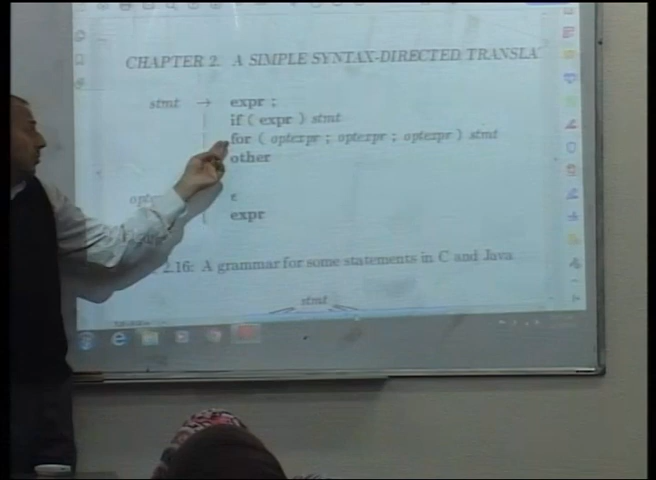 CHAPTER 2. A SIMPLE SYNTAX-DIRECTED TRANSLA
stmt → expr ;
| if ( expr ) stmt
| for ( optexpr ; optexpr ; optexpr ) stmt
other
ϵ
| expr
2.16: A grammar for some statements in C and Java
stmt